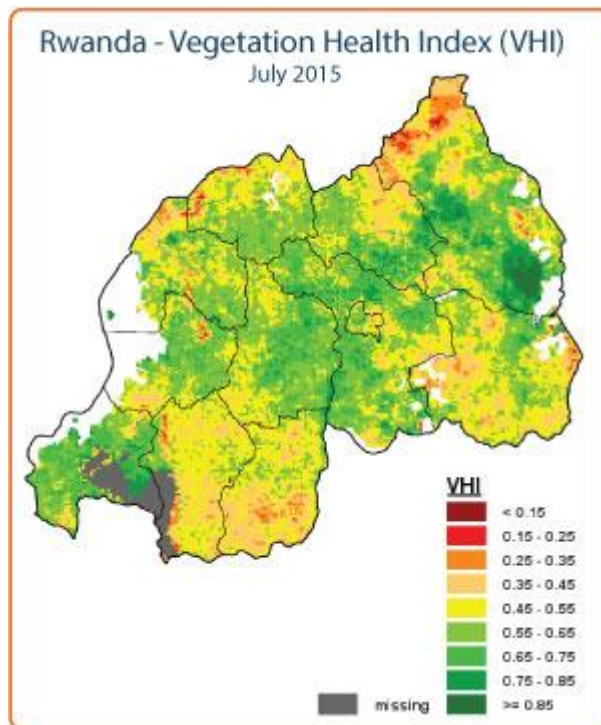 Rwanda - Vegetation Health Index (VHI)
July 2015
VHI
< 0.15
0.15 - 0.25
0.25 - 0.35
0.35 - 0.45
0.45 - 0.55
0.55 - 0.65
0.65 - 0.75
0.75 - 0.85
>= 0.85
missing